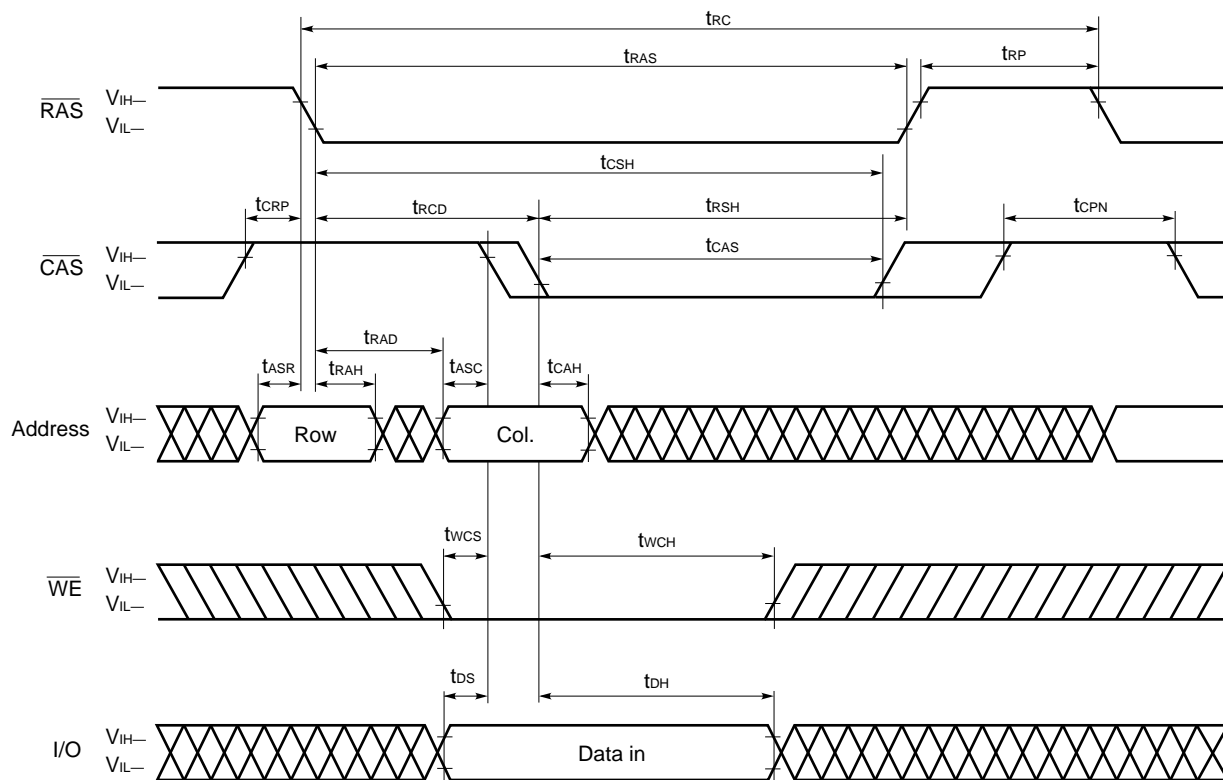 tRC
tRAS
tRP
RAS
VIH—
VIL—
tCSH
tCRP
tRCD
tRSH
tCPN
CAS
VIH—
VIL—
tCAS
tRAD
tASR
tRAH
tASC
tCAH
Address
VIH—
VIL—
Row
Col.
tWCS
tWCH
WE
VIH—
VIL—
tDS
tDH
I/O
VIH—
VIL—
Data in